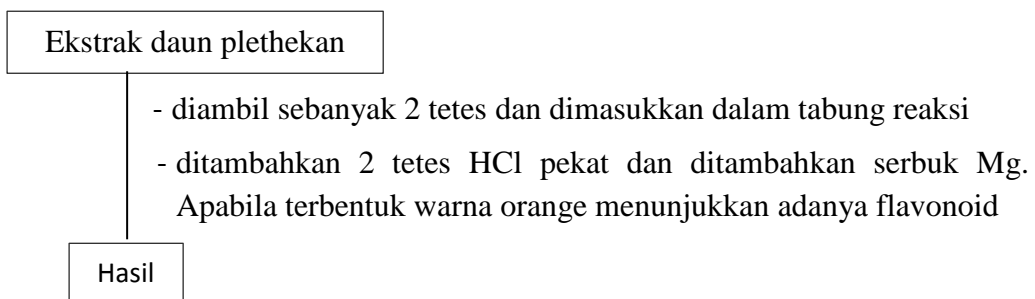 Ekstrak daun plethekan
- diambil sebanyak 2 tetes dan dimasukkan dalam tabung reaksi
- ditambahkan 2 tetes HCl pekat dan ditambahkan serbuk Mg.
Apabila terbentuk warna orange menunjukkan adanya flavonoid
Hasil